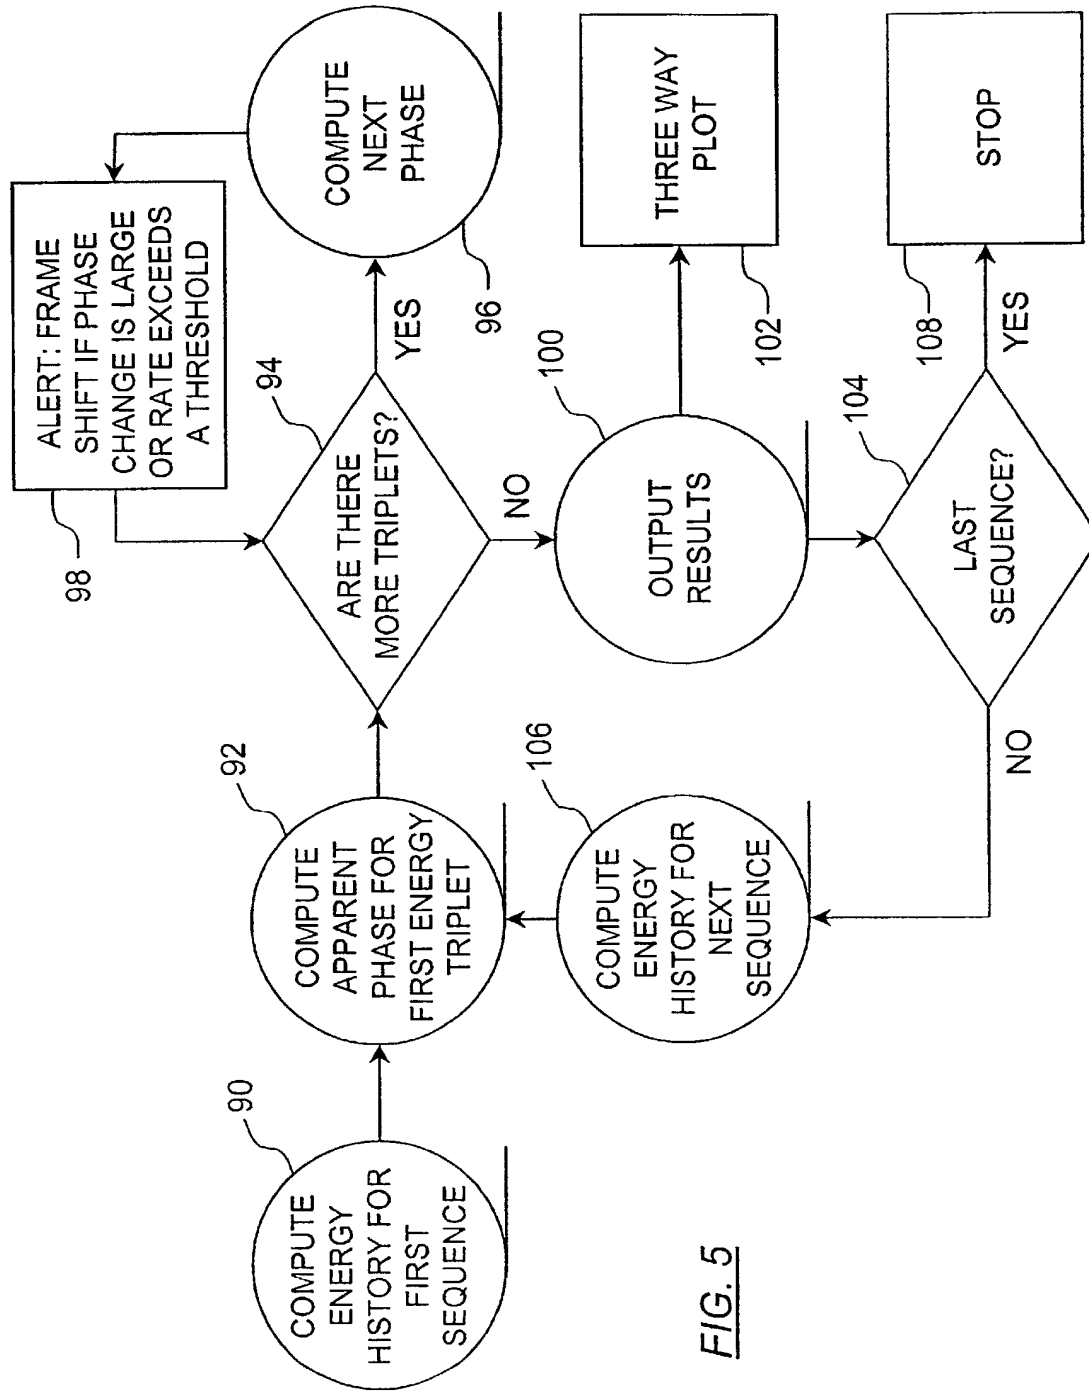 COMPUTE
ENERGY
HISTORY FOR
FIRST
SEQUENCE
90
COMPUTE
APPARENT
PHASE FOR
FIRST ENERGY
TRIPLET
92
ARE THERE
MORE TRIPLETS?
94
YES
NO
COMPUTE
NEXT
PHASE
96
ALERT: FRAME
SHIFT IF PHASE
CHANGE IS LARGE
OR RATE EXCEEDS
A THRESHOLD
98
OUTPUT
RESULTS
100
THREE WAY
PLOT
102
LAST
SEQUENCE?
104
YES
NO
COMPUTE
ENERGY
HISTORY FOR
NEXT
SEQUENCE
106
STOP
108
FIG. 5